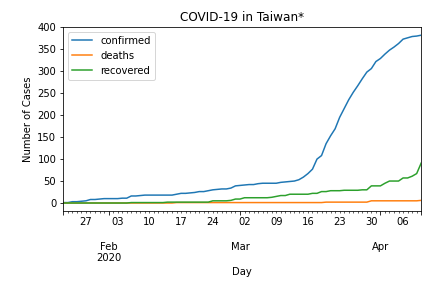 COVID-19 in Taiwan*
confirmed
deaths
recovered
Number of Cases
400
350
300
250
200
150
100
50
0
27 03 10 17 24 02 09 16 23 30 06
Feb Mar Apr
2020
Day